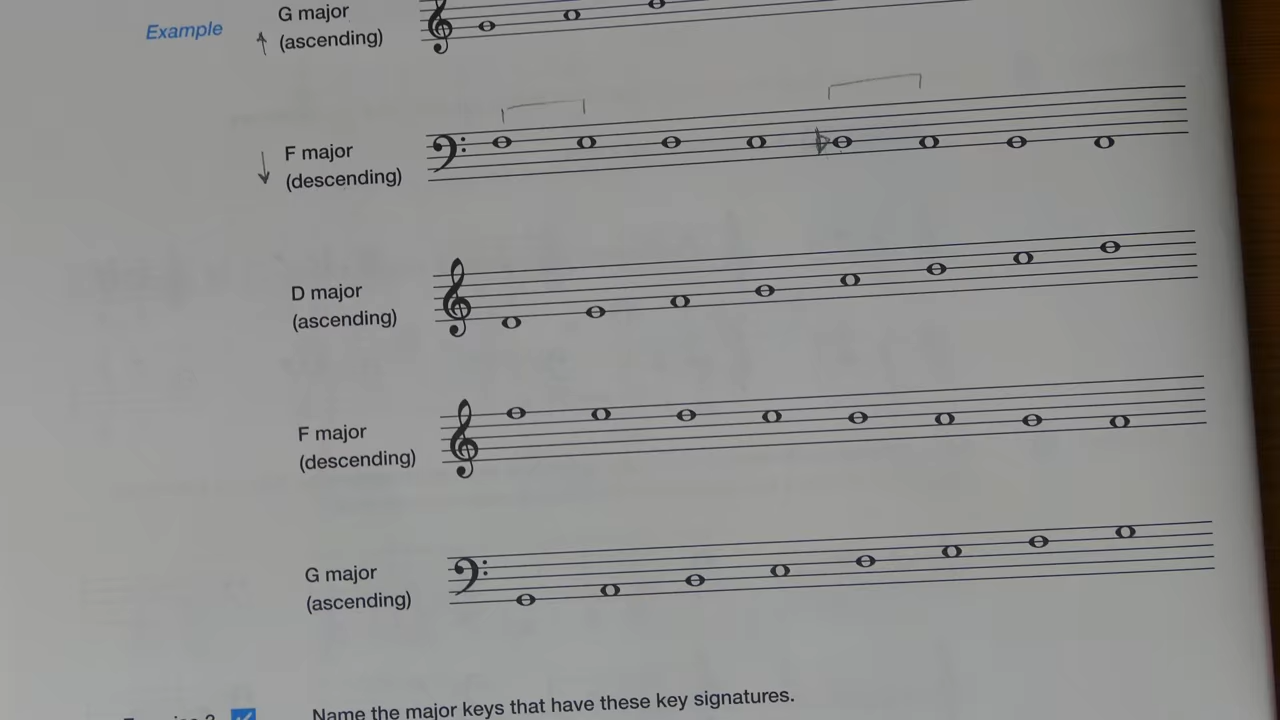 G major
Example
(ascending)
F major
(descending)
D major
(ascending)
F major
(descending)
G major
(ascending)
Name the major keys that have these key signatures.